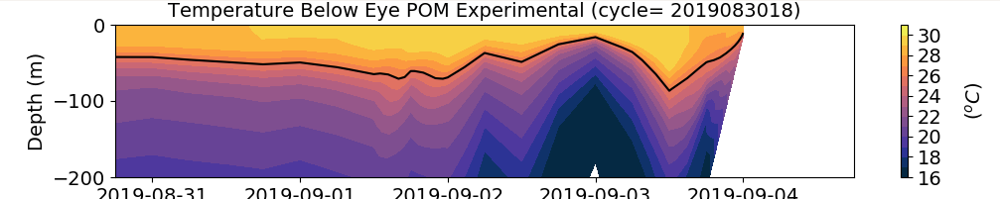 Temperature Below Eye POM Experimental (cycle= 2019083018)
0
−100
−200
Depth (m)
2019-08-31 2019-09-01 2019-09-02 2019-09-03 2019-09-04
30
28
26
24
22
20
18
16
(°C)